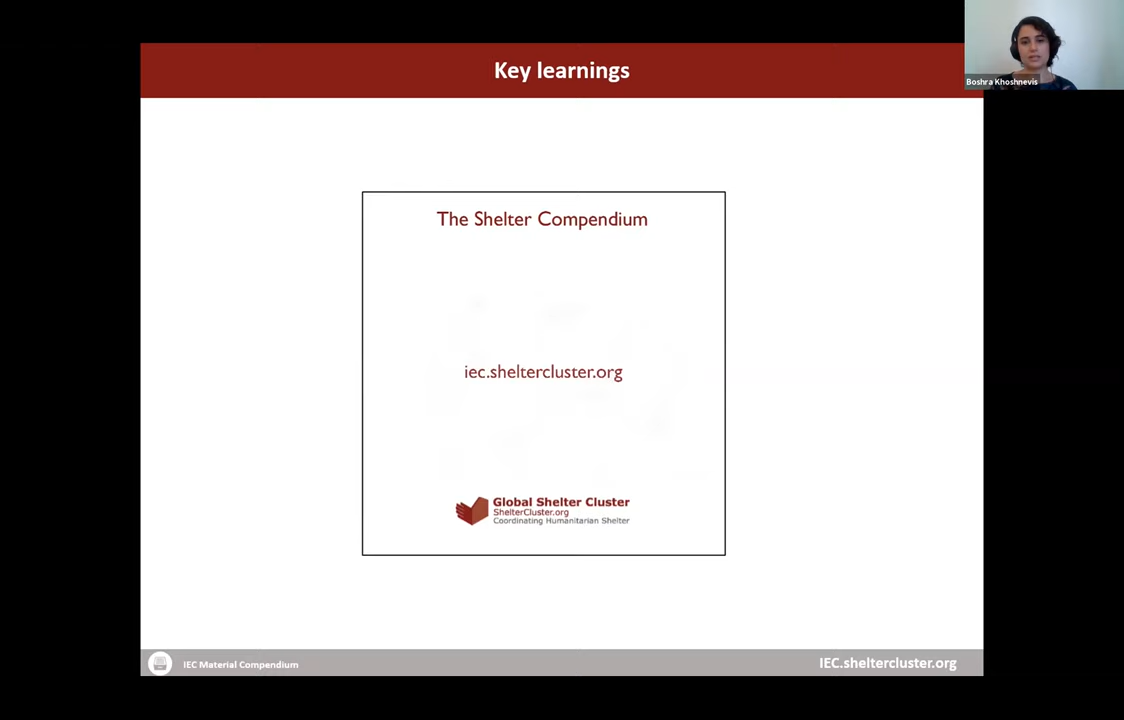 Key learnings
Boshra Khoshnevis
The Shelter Compendium
iec.sheltercluster.org
Global Shelter Cluster
ShelterCluster.org
Coordinating Humanitarian Shelter
IEC Material Compendium
IEC.sheltercluster.org